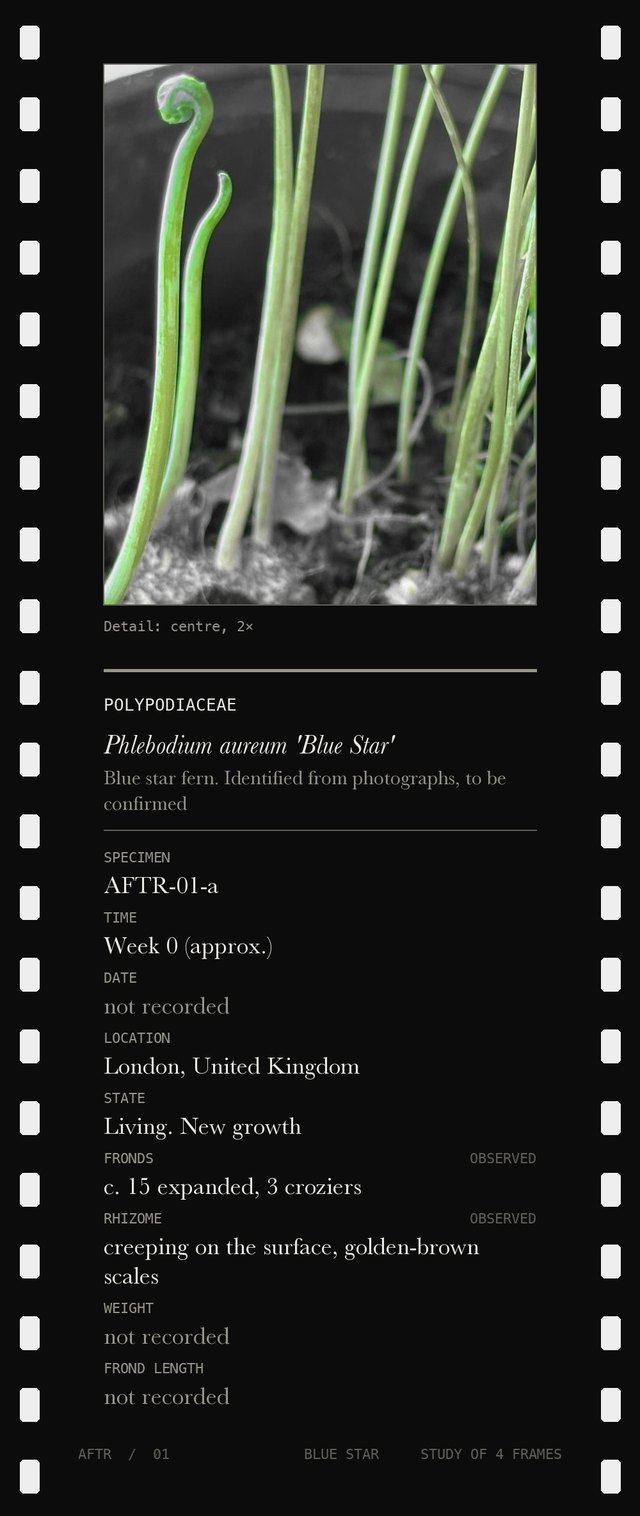 Detail: centre, 2×
POLYPODIACEAE
Phlebodium aureum 'Blue Star'
Blue star fern. Identified from photographs, to be
confirmed
SPECIMEN
AFTR-01-a
TIME
Week 0 (approx.)
DATE
not recorded
LOCATION
London, United Kingdom
STATE
Living. New growth
FRONDS OBSERVED
c. 15 expanded, 3 croziers
RHIZOME OBSERVED
creeping on the surface, golden-brown
scales
WEIGHT
not recorded
FROND LENGTH
not recorded
AFTR / 01 BLUE STAR STUDY OF 4 FRAMES